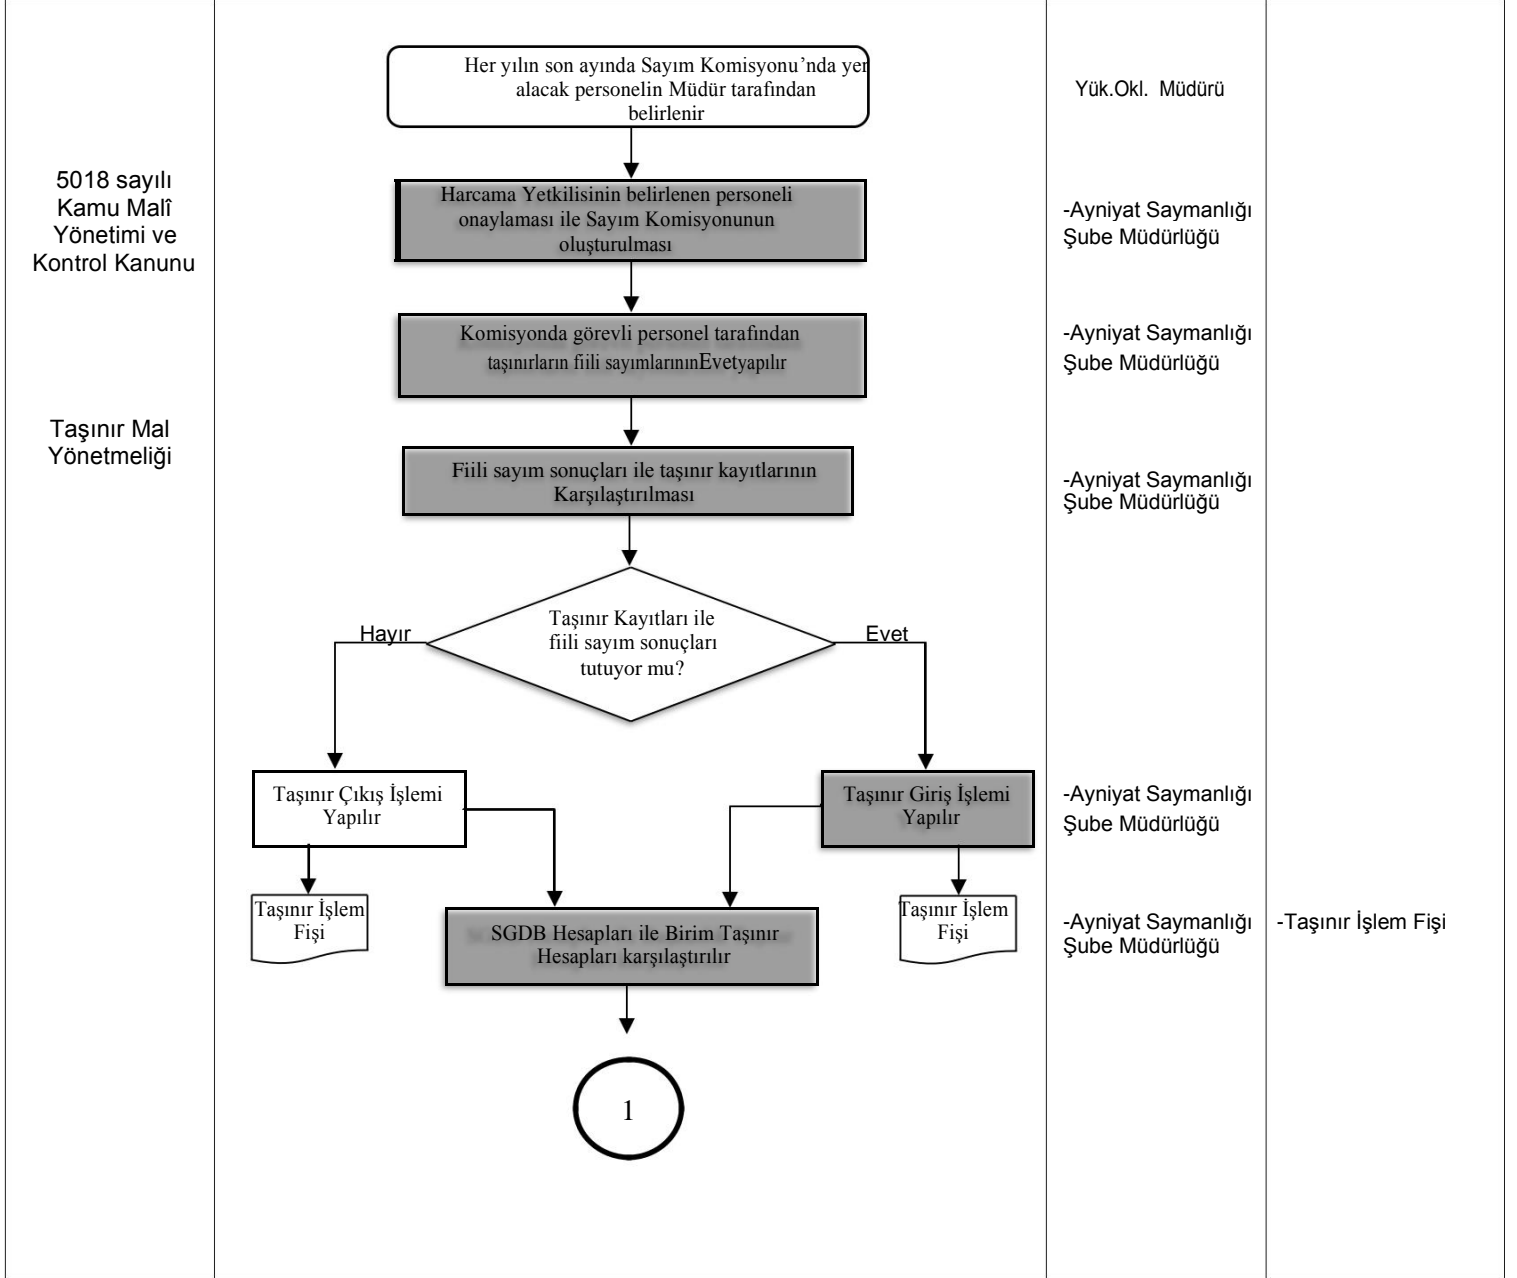 Her yılın son ayında Sayım Komisyonu’nda yer
alacak personelin Müdür tarafından
belirlenir
Yük.Okl. Müdürü
5018 sayılı
Kamu Malî
Yönetimi ve
Kontrol Kanunu
Harcama Yetkilisinin belirlenen personeli
onaylaması ile Sayım Komisyonunun
oluşturulması
-Ayniyat Saymanlığı
Şube Müdürlüğü
Komisyonda görevli personel tarafından
taşınırların fiili sayımlarınınEvetyapılır
-Ayniyat Saymanlığı
Şube Müdürlüğü
Taşınır Mal
Yönetmeliği
Fiili sayım sonuçları ile taşınır kayıtlarının
Karşılaştırılması
-Ayniyat Saymanlığı
Şube Müdürlüğü
Taşınır Kayıtları ile
fiili sayım sonuçları
tutuyor mu?
Hayır
Evet
Taşınır Çıkış İşlemi
Yapılır
Taşınır Giriş İşlemi
Yapılır
-Ayniyat Saymanlığı
Şube Müdürlüğü
Taşınır İşlem
Fişi
SGDB Hesapları ile Birim Taşınır
Hesapları karşılaştırılır
Taşınır İşlem
Fişi
-Ayniyat Saymanlığı
Şube Müdürlüğü
-Taşınır İşlem Fişi
1